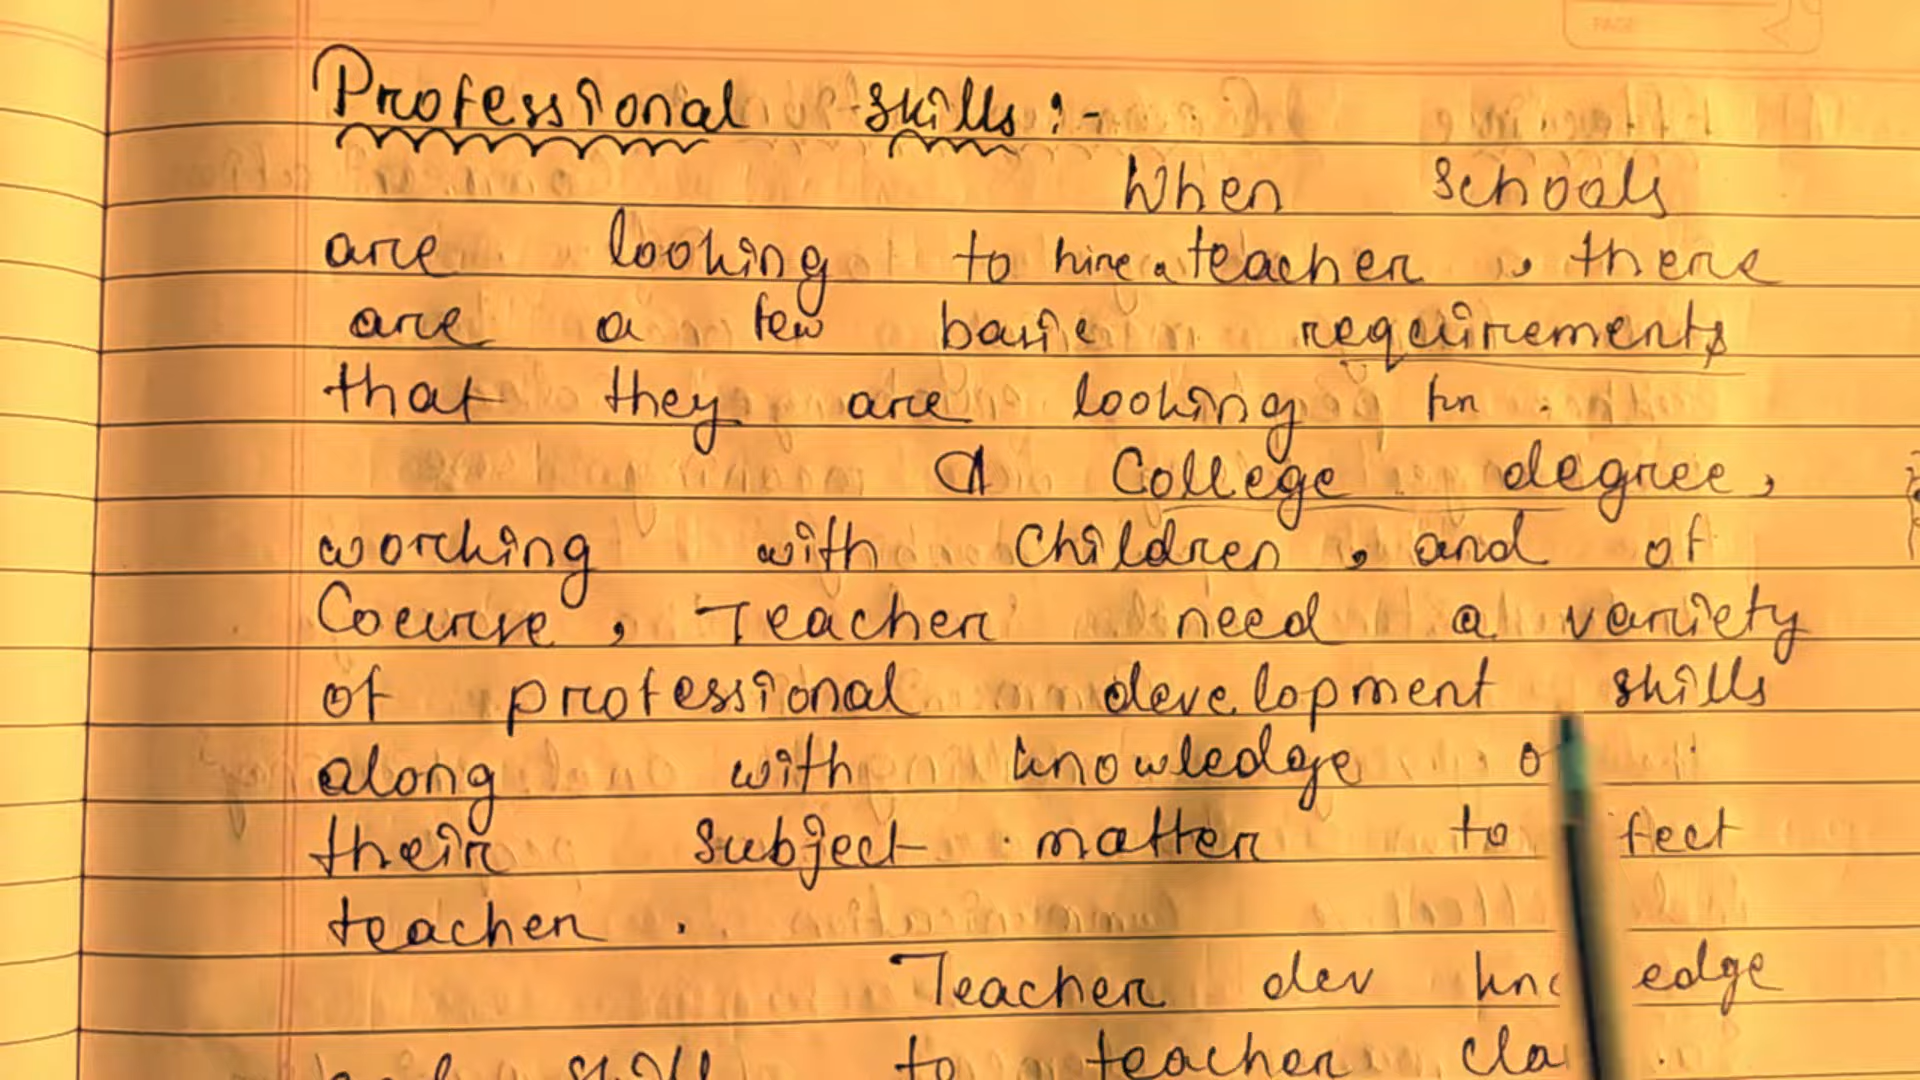 Professional skills :-
When schools
are looking to hire a teacher, there
are a few basic requirements
that they are looking for.
A College degree,
working with Children, and of
Course, Teacher need a variety
of professional development skills
along with knowledge
their subject matter to
teacher.
Teacher dev
skill to teacher